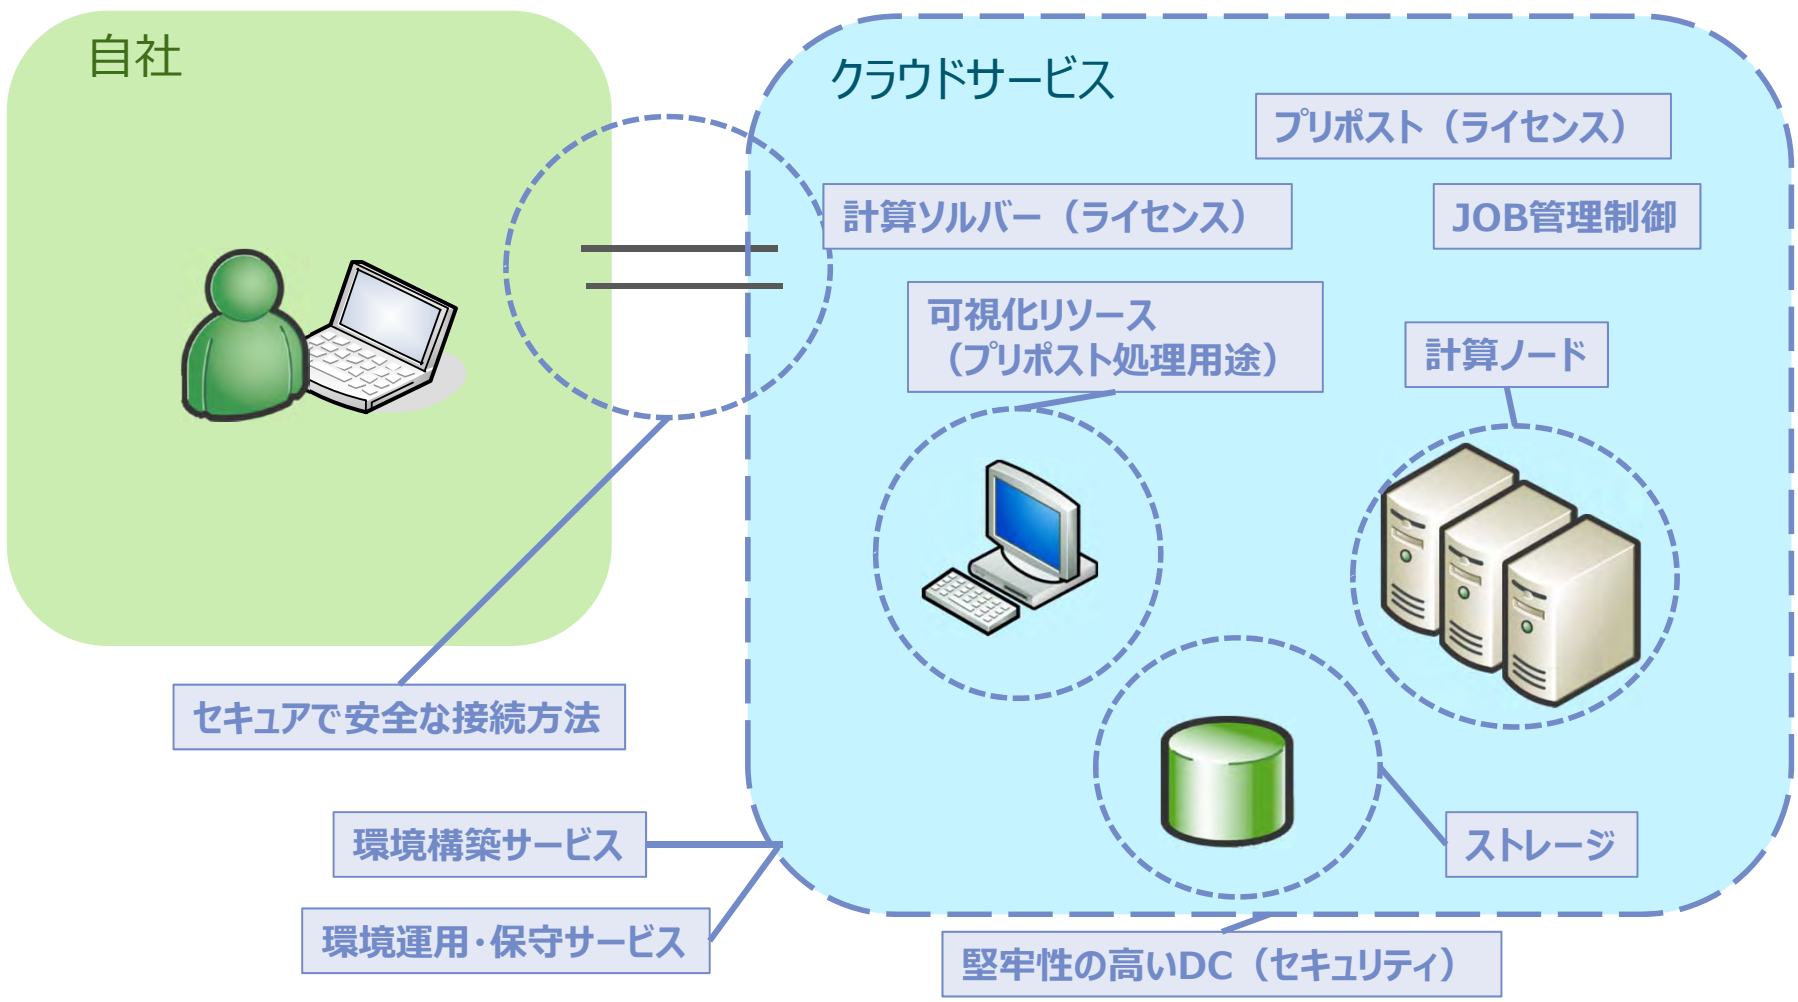 自社
クラウドサービス
プリポスト（ライセンス）
計算ソルバー（ライセンス）
JOB管理制御
可視化リソース
（プリポスト処理用途）
計算ノード
セキュアで安全な接続方法
環境構築サービス
ストレージ
環境運用・保守サービス
堅牢性の高いDC（セキュリティ）